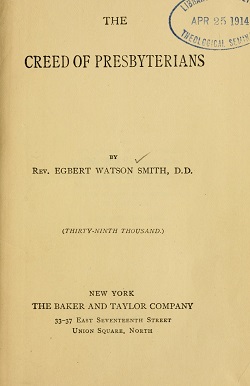 THE
CREED OF PRESBYTERIANS
BY
REV. EGBERT WATSON SMITH, D.D.
(THIRTY-NINTH THOUSAND.)
NEW YORK
THE BAKER AND TAYLOR COMPANY
33-37 EAST SEVENTEENTH STREET
UNION SQUARE, NORTH
APR 25 1914
THEOLOGICAL